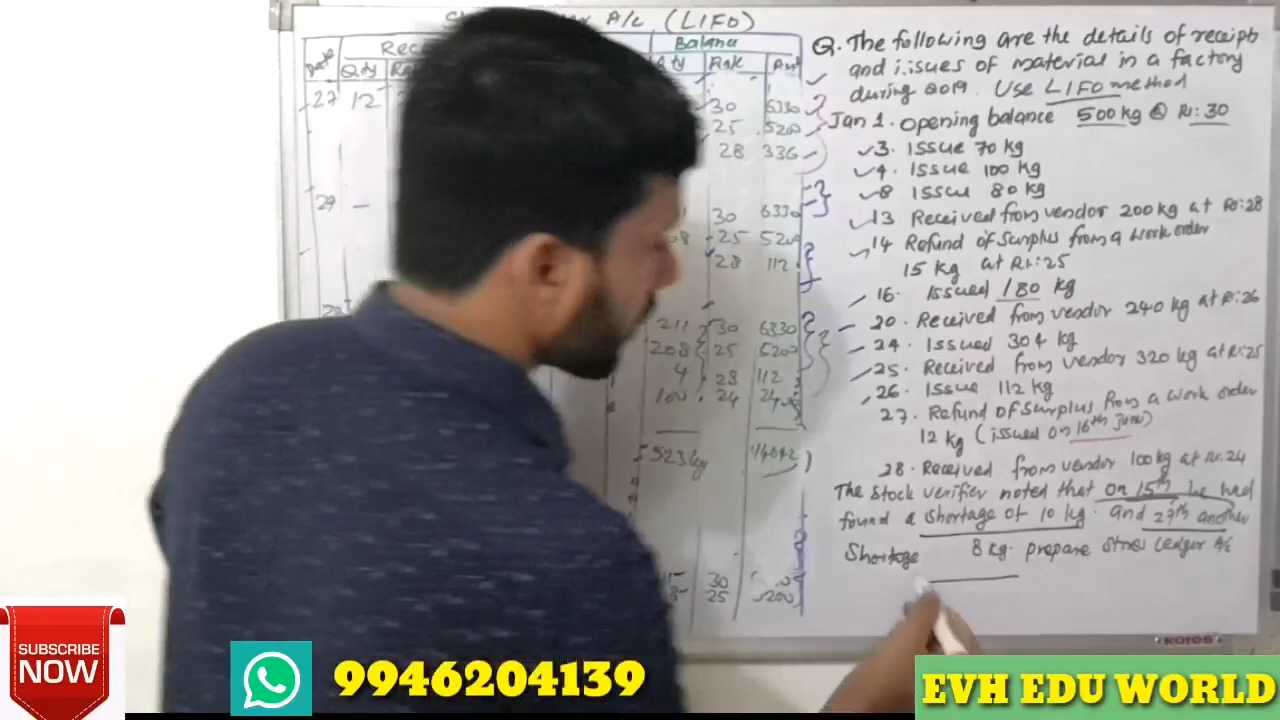 A/c (LIFO)
Date Rec Balance
Qty Qty Rate Amt
27 12 30 6330
25 5200
28 336
29 — 30 6330
25 5200
28 112
28
211 30 6330
208 25 5200
4 28 112
100 24 2400
523 kg 14042
30
25 5200
Q. The following are the details of receipts
and issues of material in a factory
during 2019. Use LIFO method
Jan 1. Opening balance 500 kg @ Rs: 30
3. Issue 70 kg
4. Issue 100 kg
8 Issue 80 kg
13 Received from vendor 200 kg at Rs: 28
14 Refund of Surplus from a work order
15 kg at Rs: 25
16. Issued 180 kg
20. Received from vendor 240 kg at Rs: 26
24. Issued 304 kg
25. Received from vendor 320 kg at Rs: 25
26. Issue 112 kg
27. Refund of Surplus from a work order
12 kg (issued on 16th June)
28. Received from vendor 100 kg at Rs. 24
The stock verifier noted that on 15th he had
found a shortage of 10 kg. and 27th another
Shortage 8 kg. prepare Stores Ledger A/c
kores
SUBSCRIBE
NOW
9946204139
EVH EDU WORLD